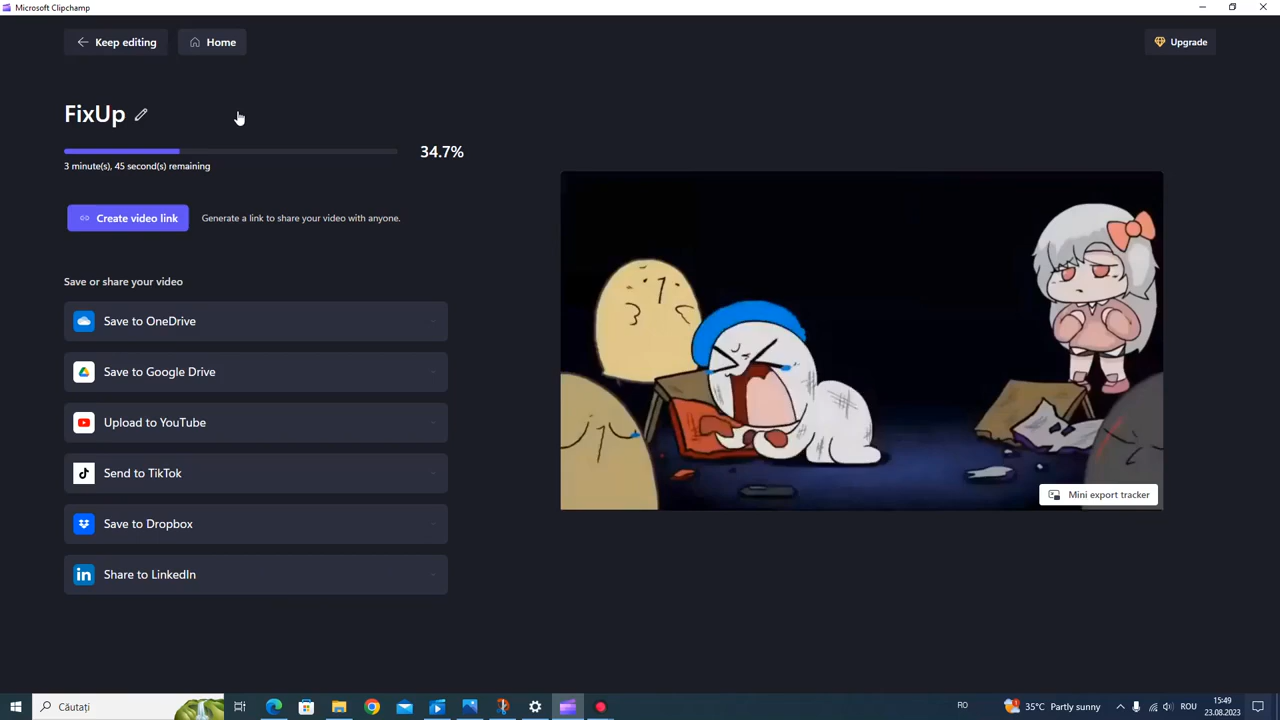 Microsoft Clipchamp
Keep editing
Home
Upgrade
FixUp
34.7%
3 minute(s), 45 second(s) remaining
Create video link
Generate a link to share your video with anyone.
Save or share your video
Save to OneDrive
Save to Google Drive
Upload to YouTube
Send to TikTok
Save to Dropbox
Share to LinkedIn
Mini export tracker
Căutați
RO
35°C Partly sunny
ROU
15:49
23.08.2023